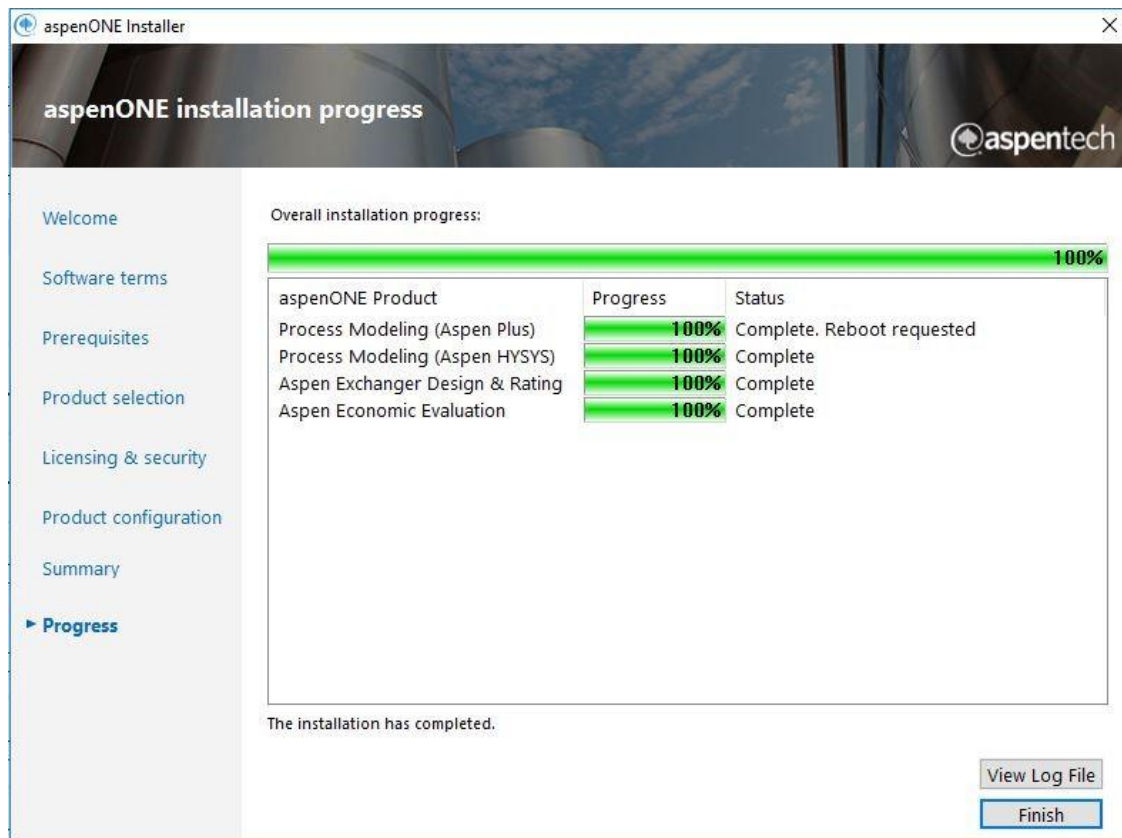 aspenONE Installer
aspenONE installation progress
aspentech
Welcome
Software terms
Prerequisites
Product selection
Licensing & security
Product configuration
Summary
Progress
Overall installation progress:
100%
aspenONE Product Progress Status
Process Modeling (Aspen Plus) 100% Complete. Reboot requested
Process Modeling (Aspen HYSYS) 100% Complete
Aspen Exchanger Design & Rating 100% Complete
Aspen Economic Evaluation 100% Complete
The installation has completed.
View Log File
Finish